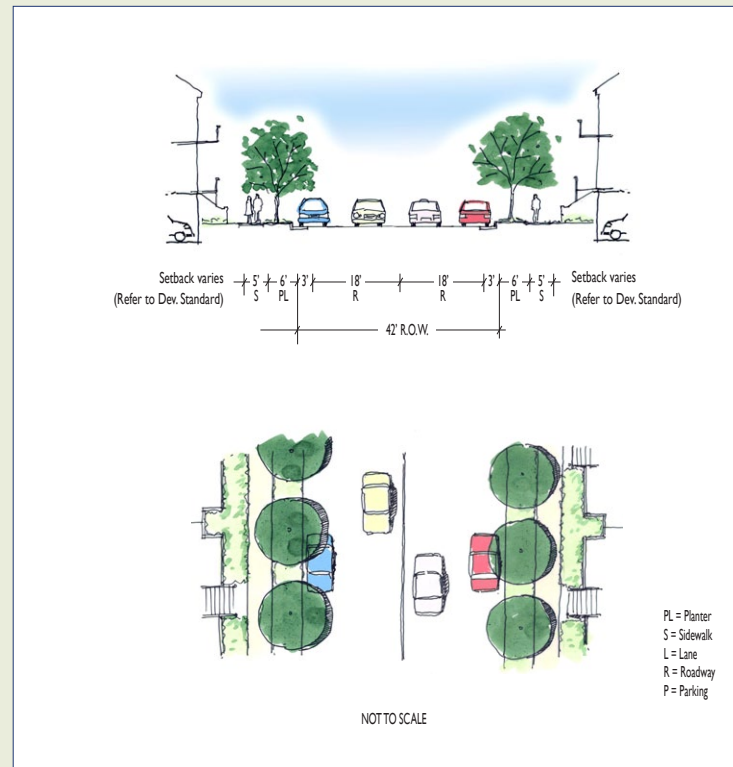 Setback varies
(Refer to Dev. Standard)
5' 6' 3' 18' 18' 3' 6' 5'
S PL R R PL S
Setback varies
(Refer to Dev. Standard)
42' R.O.W.
PL = Planter
S = Sidewalk
L = Lane
R = Roadway
P = Parking
NOT TO SCALE